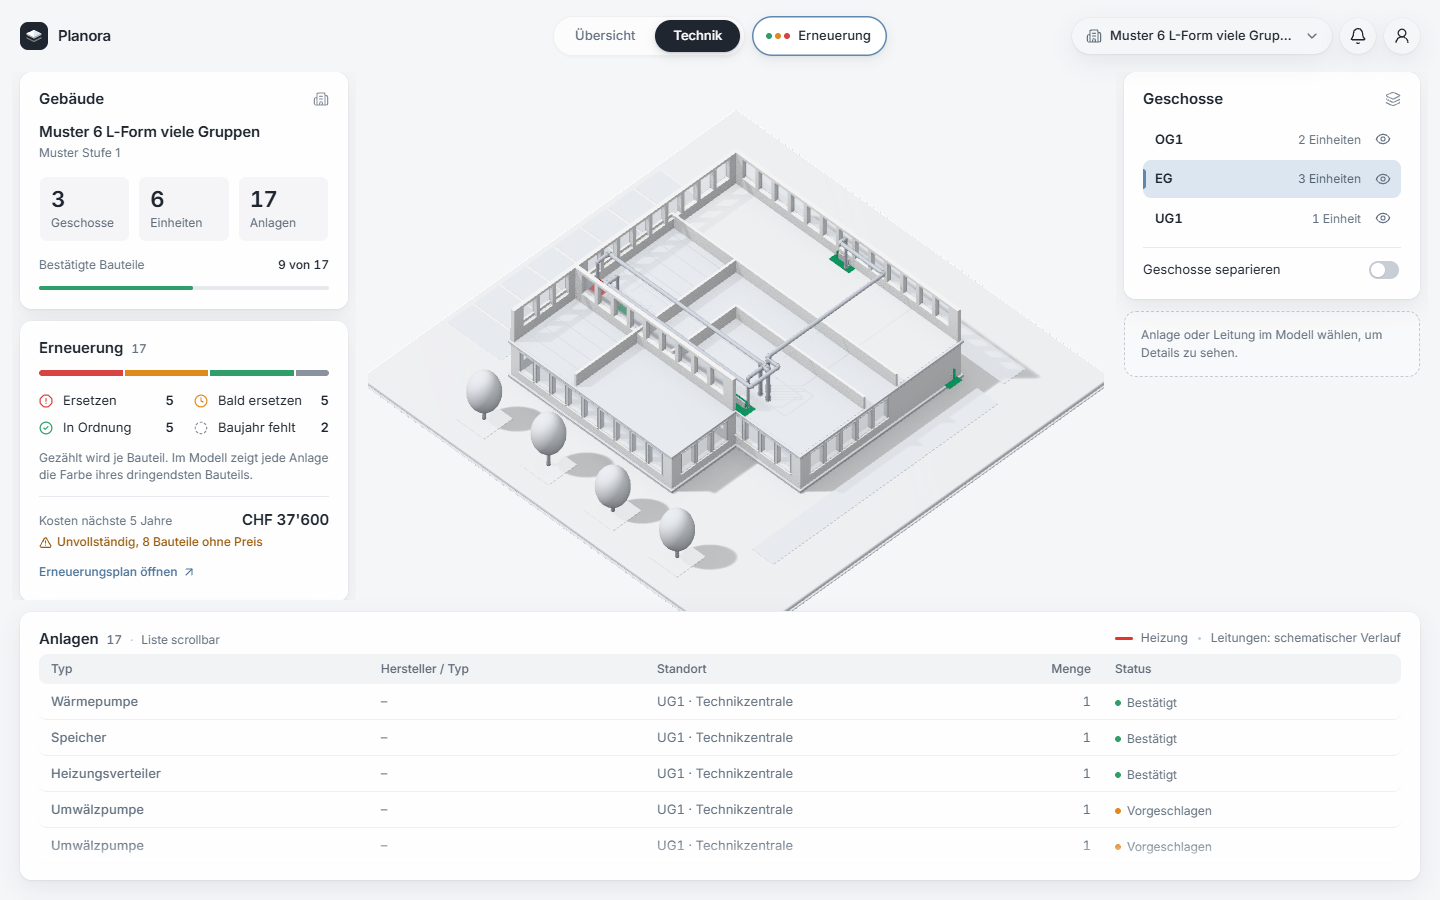 Planora
Übersicht
Technik
Erneuerung
Muster 6 L-Form viele Grup...
Gebäude
Muster 6 L-Form viele Gruppen
Muster Stufe 1
3
Geschosse
6
Einheiten
17
Anlagen
Bestätigte Bauteile
9 von 17
Erneuerung 17
Ersetzen 5
Bald ersetzen 5
In Ordnung 5
Baujahr fehlt 2
Gezählt wird je Bauteil. Im Modell zeigt jede Anlage
die Farbe ihres dringendsten Bauteils.
Kosten nächste 5 Jahre
CHF 37'600
Unvollständig, 8 Bauteile ohne Preis
Erneuerungsplan öffnen
Geschosse
OG1 2 Einheiten
EG 3 Einheiten
UG1 1 Einheit
Geschosse separieren
Anlage oder Leitung im Modell wählen, um
Details zu sehen.
Anlagen 17 · Liste scrollbar
Heizung · Leitungen: schematischer Verlauf
Typ Hersteller / Typ Standort Menge Status
Wärmepumpe – UG1 · Technikzentrale 1 Bestätigt
Speicher – UG1 · Technikzentrale 1 Bestätigt
Heizungsverteiler – UG1 · Technikzentrale 1 Bestätigt
Umwälzpumpe – UG1 · Technikzentrale 1 Vorgeschlagen
Umwälzpumpe – UG1 · Technikzentrale 1 Vorgeschlagen